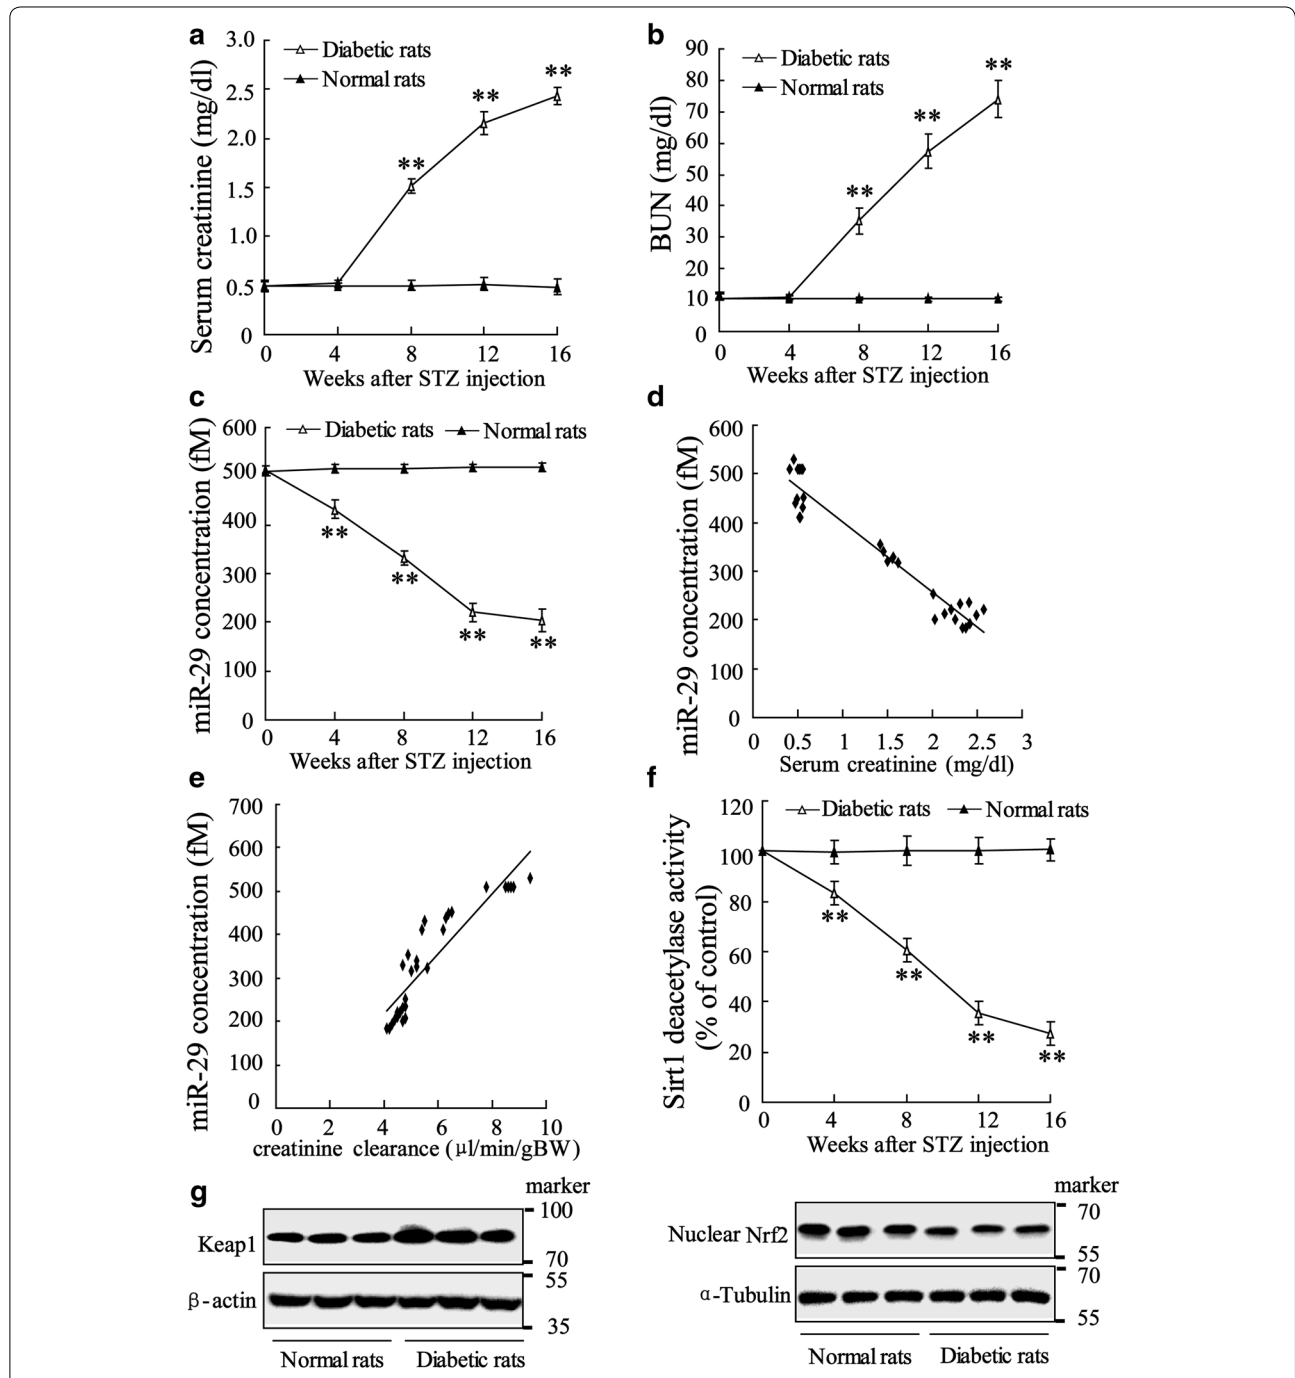 a
3.0
2.5
2.0
1.5
1.0
0.5
0
Serum creatinine (mg/dl)
Diabetic rats
Normal rats
**
**
**
0 4 8 12 16
Weeks after STZ injection
b
90
80
70
60
50
40
30
20
10
0
BUN (mg/dl)
Diabetic rats
Normal rats
**
**
**
0 4 8 12 16
Weeks after STZ injection
c
600
500
400
300
200
100
0
miR-29 concentration (fM)
Diabetic rats Normal rats
**
**
**
**
0 4 8 12 16
Weeks after STZ injection
d
600
500
400
300
200
100
0
miR-29 concentration (fM)
0 0.5 1 1.5 2 2.5 3
Serum creatinine (mg/dl)
e
700
600
500
400
300
200
100
0
miR-29 concentration (fM)
0 2 4 6 8 10
creatinine clearance (μl/min/gBW)
f
120
100
80
60
40
20
0
Sirt1 deacetylase activity
(% of control)
Diabetic rats Normal rats
**
**
**
**
0 4 8 12 16
Weeks after STZ injection
g
marker
Keap1
100
70
β-actin
55
35
Normal rats Diabetic rats
marker
Nuclear Nrf2
70
55
α-Tubulin
70
55
Normal rats Diabetic rats